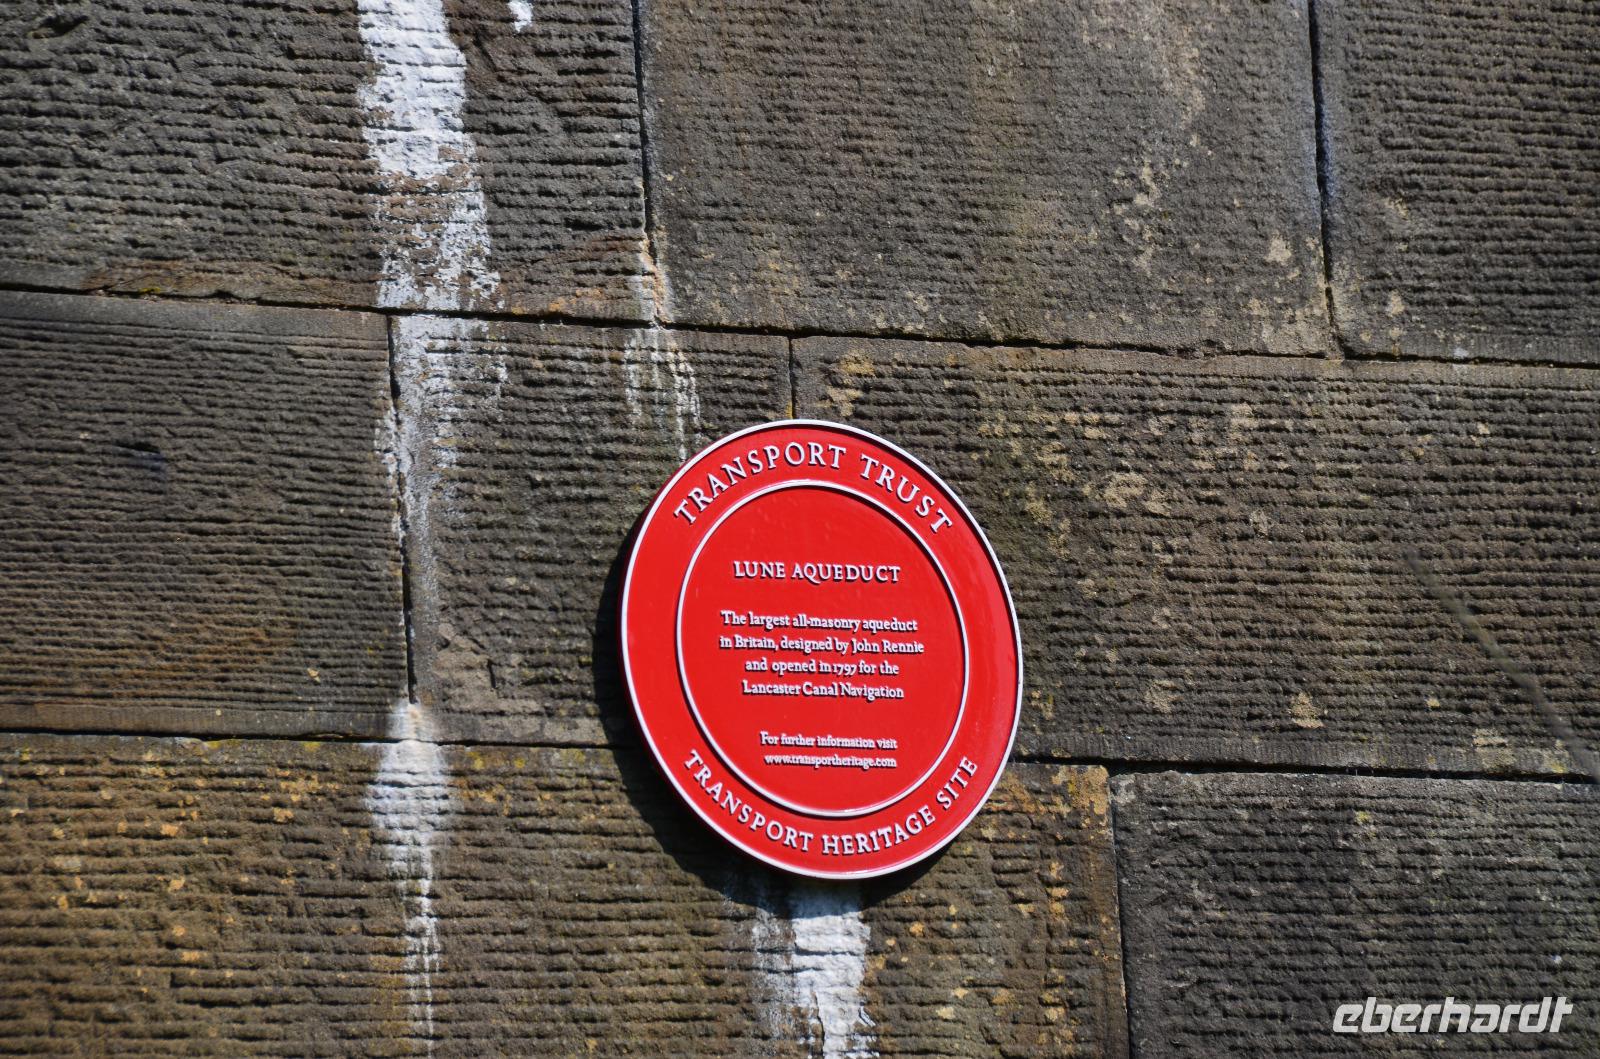 TRANSPORT TRUST
LUNE AQUEDUCT
The largest all-masonry aqueduct
in Britain, designed by John Rennie
and opened in 1797 for the
Lancaster Canal Navigation
For further information visit
www.transportheritage.com
TRANSPORT HERITAGE SITE
eberhardt